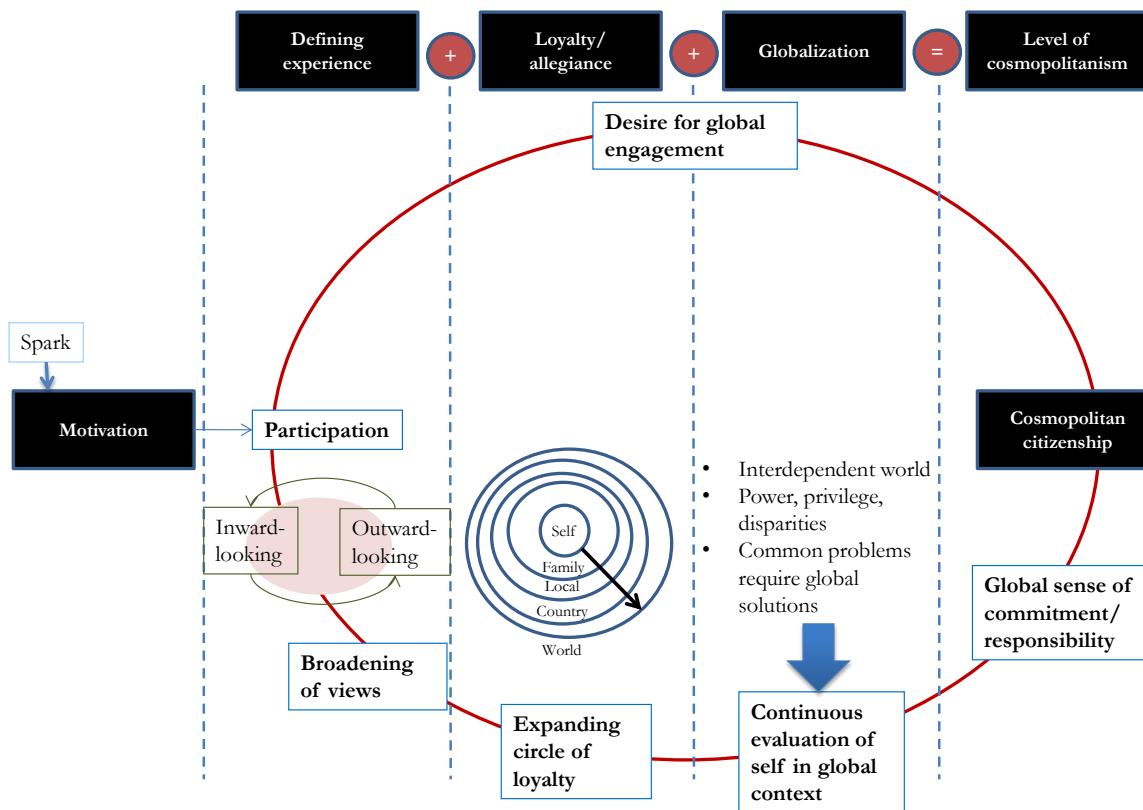 Defining
experience
+
Loyalty/
allegiance
+
Globalization
=
Level of
cosmopolitanism
Desire for global
engagement
Spark
Motivation
Participation
Cosmopolitan
citizenship
Inward-
looking
Outward-
looking
Self
Family
Local
Country
World
• Interdependent world
• Power, privilege,
disparities
• Common problems
require global
solutions
Global sense of
commitment/
responsibility
Broadening
of views
Expanding
circle of
loyalty
Continuous
evaluation of
self in global
context